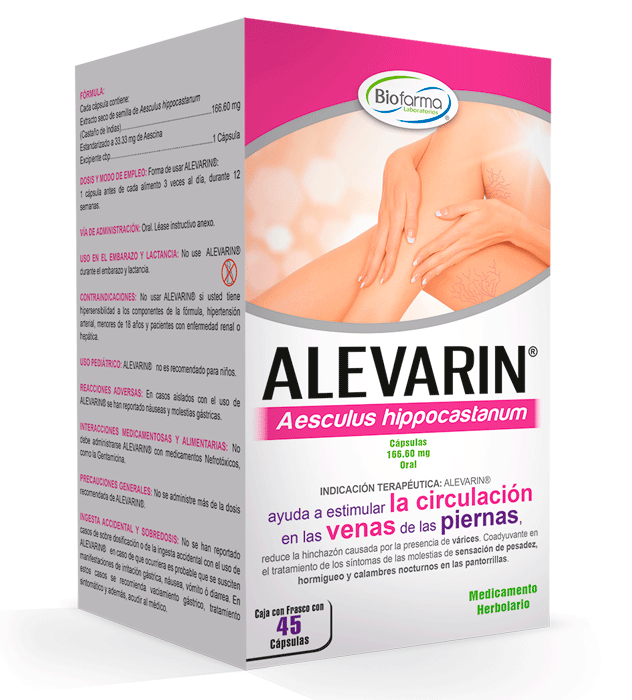 FÓRMULA:
Cada cápsula contiene:
Extracto seco de semilla de Aesculus hippocastanum
(Castaño de Indias)..........................166.60 mg
Estandarizado a 33.33 mg de Aescina
Excipiente cbp..........................1 Cápsula
DOSIS Y MODO DE EMPLEO: Forma de usar ALEVARIN®:
1 cápsula antes de cada alimento 3 veces al día, durante 12
semanas.
VÍA DE ADMINISTRACIÓN: Oral. Léase instructivo anexo.
USO EN EL EMBARAZO Y LACTANCIA: No use ALEVARIN®
durante el embarazo y lactancia.
CONTRAINDICACIONES: No usar ALEVARIN® si usted tiene
hipersensibilidad a los componentes de la fórmula, hipertensión
arterial, menores de 18 años y pacientes con enfermedad renal o
hepática.
USO PEDIÁTRICO: ALEVARIN® no es recomendado para niños.
REACCIONES ADVERSAS: En casos aislados con el uso de
ALEVARIN® se han reportado náuseas y molestias gástricas.
INTERACCIONES MEDICAMENTOSAS Y ALIMENTARIAS: No
debe administrarse ALEVARIN® con medicamentos Nefrotóxicos,
como la Gentamicina.
PRECAUCIONES GENERALES: No se administre más de la dosis
recomendada de ALEVARIN®.
INGESTA ACCIDENTAL Y SOBREDOSIS: No se han reportado
casos de sobre dosificación o de la ingesta accidental con el uso de
ALEVARIN® en caso de que ocurriera es probable que se susciten
manifestaciones de irritación gástrica, náusea, vómito ó diarrea. En
estos casos se recomienda vaciamiento gástrico, tratamiento
sintomático y además, acudir al médico.
Biofarma
Laboratorios
®
ALEVARIN®
Aesculus hippocastanum
Cápsulas
166.60 mg
Oral
INDICACIÓN TERAPÉUTICA: ALEVARIN®
ayuda a estimular la circulación
en las venas de las piernas,
reduce la hinchazón causada por la presencia de várices. Coadyuvante en
el tratamiento de los síntomas de las molestias de sensación de pesadez,
hormigueo y calambres nocturnos en las pantorrillas.
Caja con Frasco con
45
Cápsulas
Medicamento
Herbolario